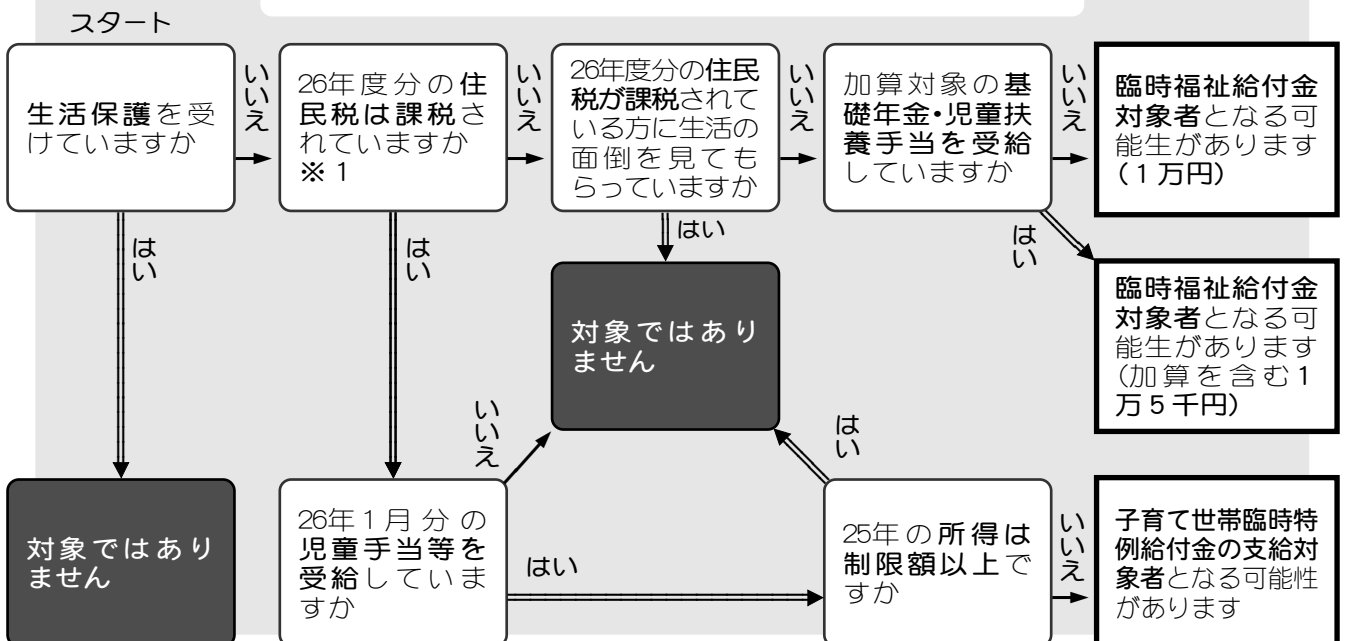 スタート
生活保護を受
けていますか
いいえ
26年度分の住
民税は課税さ
れていますか
※1
いいえ
26年度分の住民
税が課税されて
いる方に生活の
面倒を見ても
らっていますか
いいえ
加算対象の基
礎年金・児童扶
養手当を受給
していますか
いいえ
臨時福祉給付金
対象者となる可
能生があります
(1万円)
はい
はい
はい
はい
臨時福祉給付金
対象者となる可
能生があります
(加算を含む1
万5千円)
対象ではあり
ません
いいえ
はい
対象ではあり
ません
26年1月分の
児童手当等を
受給していま
すか
はい
25年の所得は
制限額以上で
すか
いいえ
子育て世帯臨時特
例給付金の支給対
象者となる可能性
があります